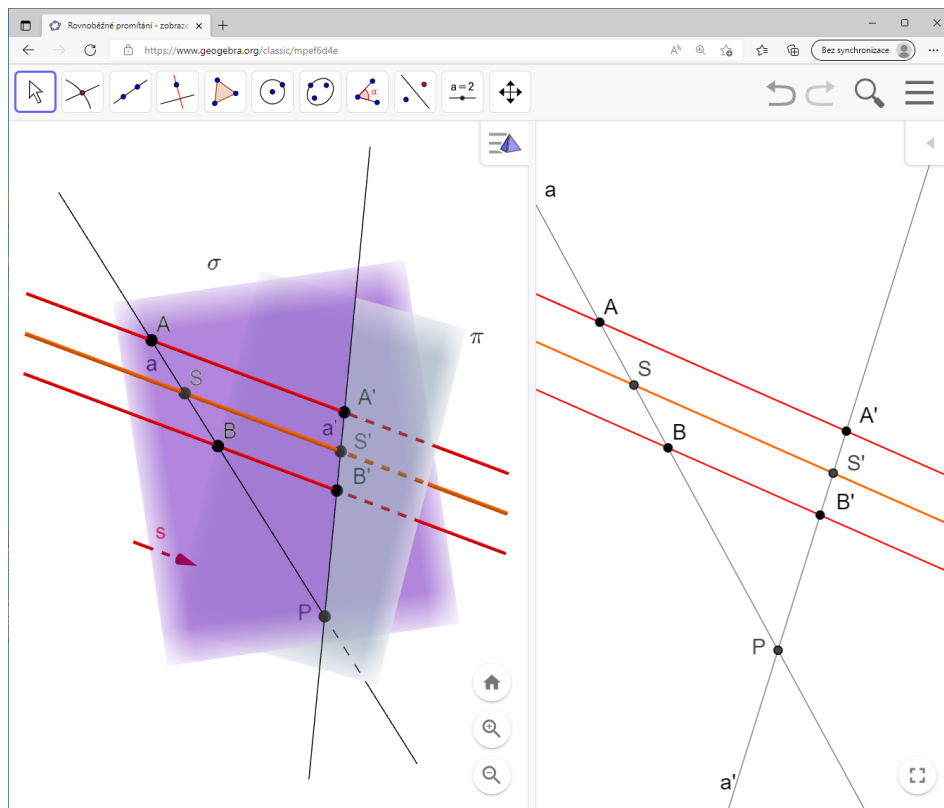 Rovnoběžné promítání - zobraze
https://www.geogebra.org/classic/mpef6d4e
Bez synchronizace
α
a = 2
σ
π
A
a
S
B
A'
a'
S'
B'
s
P
a
A
S
B
A'
S'
B'
P
a'